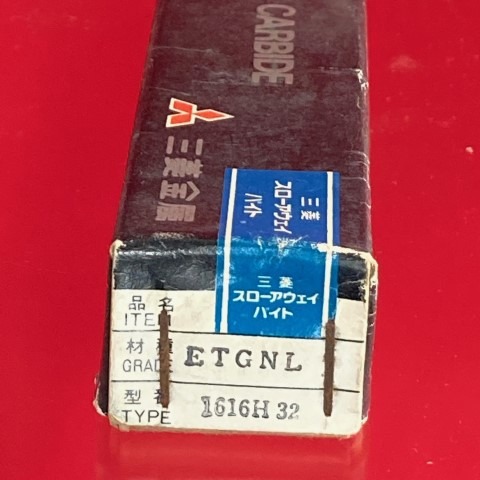 CARBIDE
三菱金属
三菱
スローアウェイ
バイト
三菱
スローアウェイ
バイト
品名
ITEM
材種
GRADE
ETGNL
型番
TYPE
1616H 32